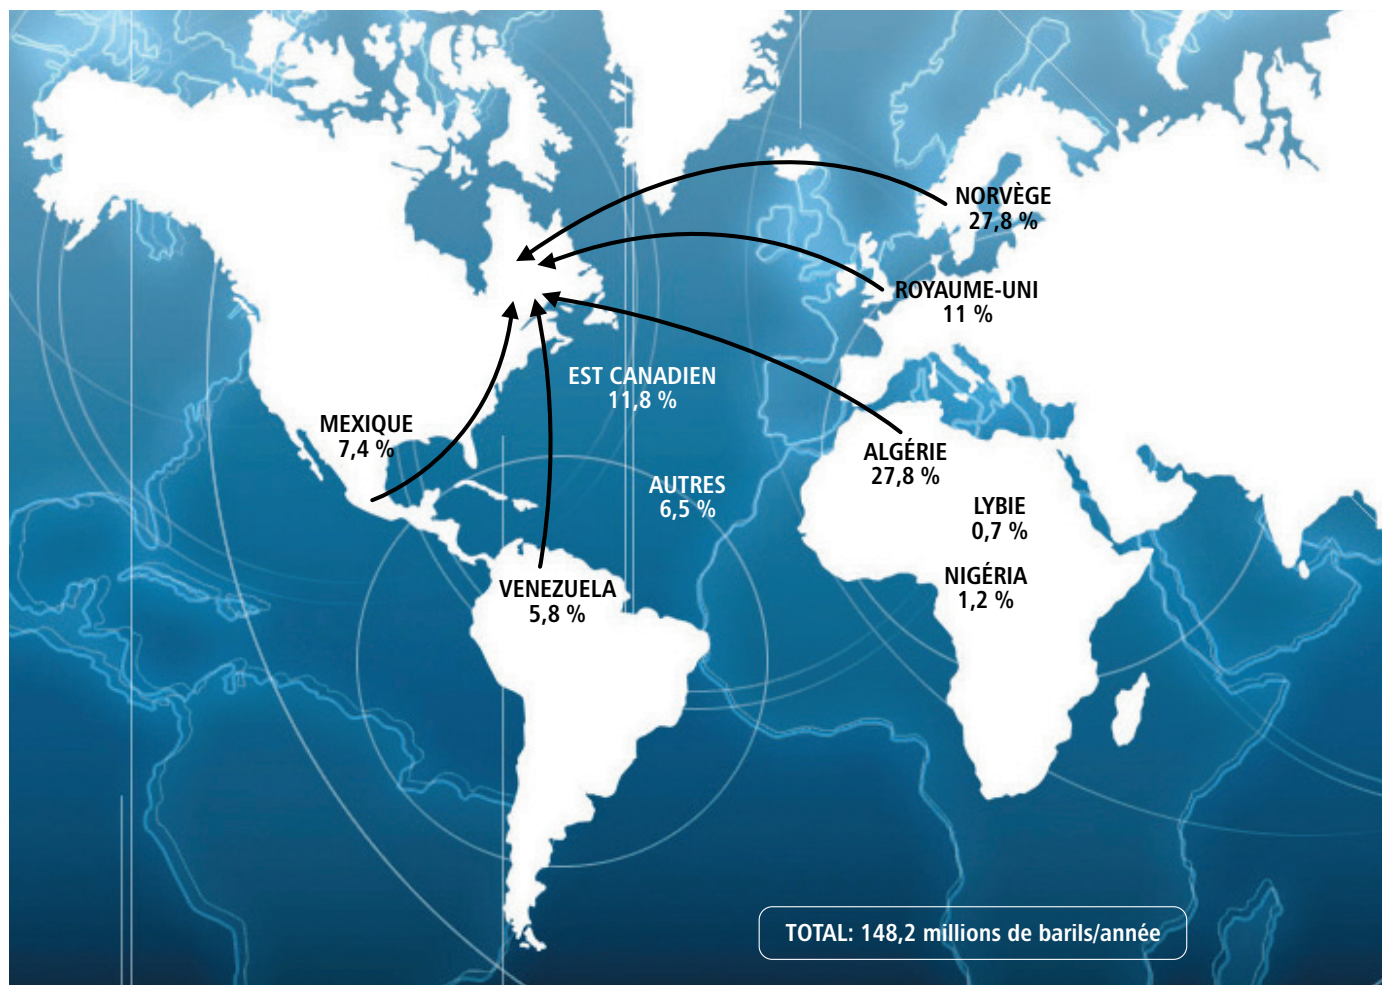 NORVÈGE
27,8 %
ROYAUME-UNI
11 %
EST CANADIEN
11,8 %
MEXIQUE
7,4 %
ALGÉRIE
27,8 %
AUTRES
6,5 %
LYBIE
0,7 %
NIGÉRIA
1,2 %
VENEZUELA
5,8 %
TOTAL: 148,2 millions de barils/année